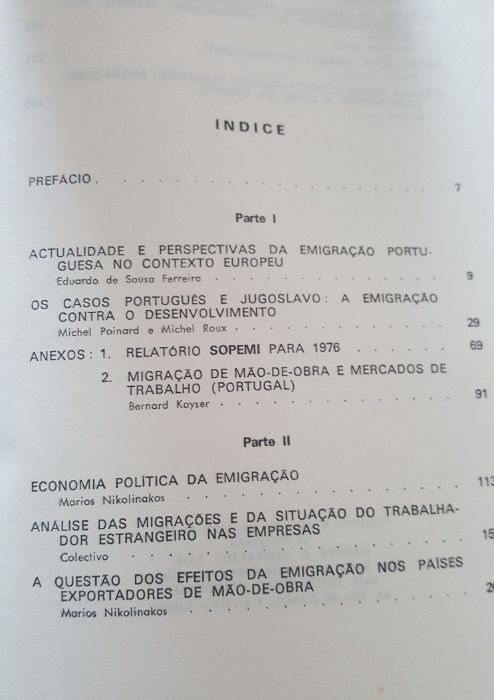 ÍNDICE
PREFÁCIO . . . . . . . . . . . . . . . . 7
Parte I
ACTUALIDADE E PERSPECTIVAS DA EMIGRAÇÃO PORTU-
GUESA NO CONTEXTO EUROPEU
Eduardo de Sousa Ferreira . . . . . . . . . . . 9
OS CASOS PORTUGUÊS E JUGOSLAVO: A EMIGRAÇÃO
CONTRA O DESENVOLVIMENTO
Michel Poinard e Michel Roux . . . . . . . . . . 29
ANEXOS: 1. RELATÓRIO SOPEMI PARA 1976 . . . . . 69
2. MIGRAÇÃO DE MÃO-DE-OBRA E MERCADOS DE
TRABALHO (PORTUGAL)
Bernard Kayser . . . . . . . . . . 91
Parte II
ECONOMIA POLÍTICA DA EMIGRAÇÃO
Marios Nikolinakos . . . . . . . . . . . . 113
ANÁLISE DAS MIGRAÇÕES E DA SITUAÇÃO DO TRABALHA-
DOR ESTRANGEIRO NAS EMPRESAS
Colectivo . . . . . . . . . . . . . . 15
A QUESTÃO DOS EFEITOS DA EMIGRAÇÃO NOS PAÍSES
EXPORTADORES DE MÃO-DE-OBRA
Marios Nikolinakos . . . . . . . . . . . . 20